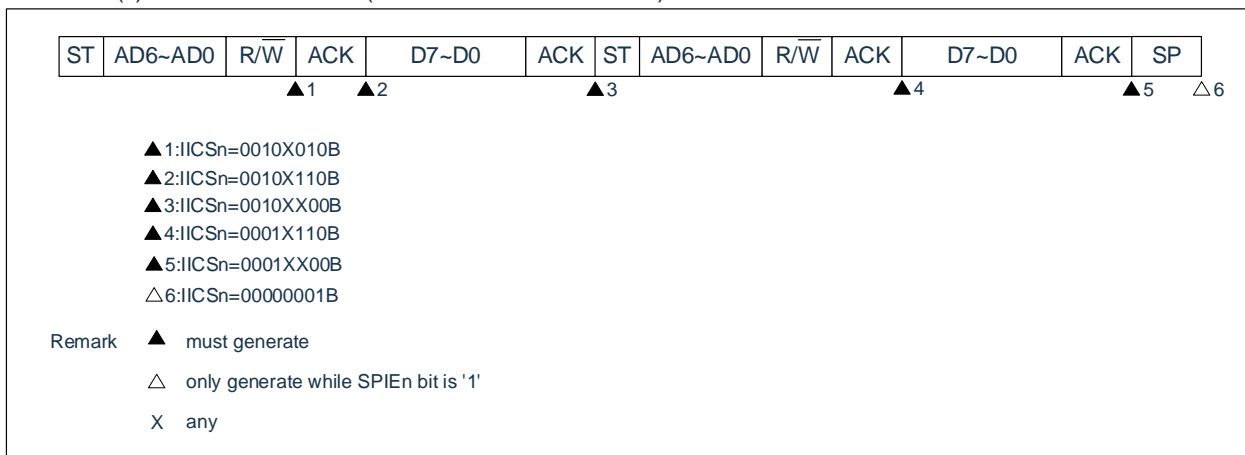 ST AD6~AD0 R/W̅ ACK D7~D0 ACK ST AD6~AD0 R/W̅ ACK D7~D0 ACK SP
▲1 ▲2 ▲3 ▲4 ▲5 △6
▲1:IICSn=0010X010B
▲2:IICSn=0010X110B
▲3:IICSn=0010XX00B
▲4:IICSn=0001X110B
▲5:IICSn=0001XX00B
△6:IICSn=00000001B
Remark ▲ must generate
△ only generate while SPIEn bit is '1'
X any